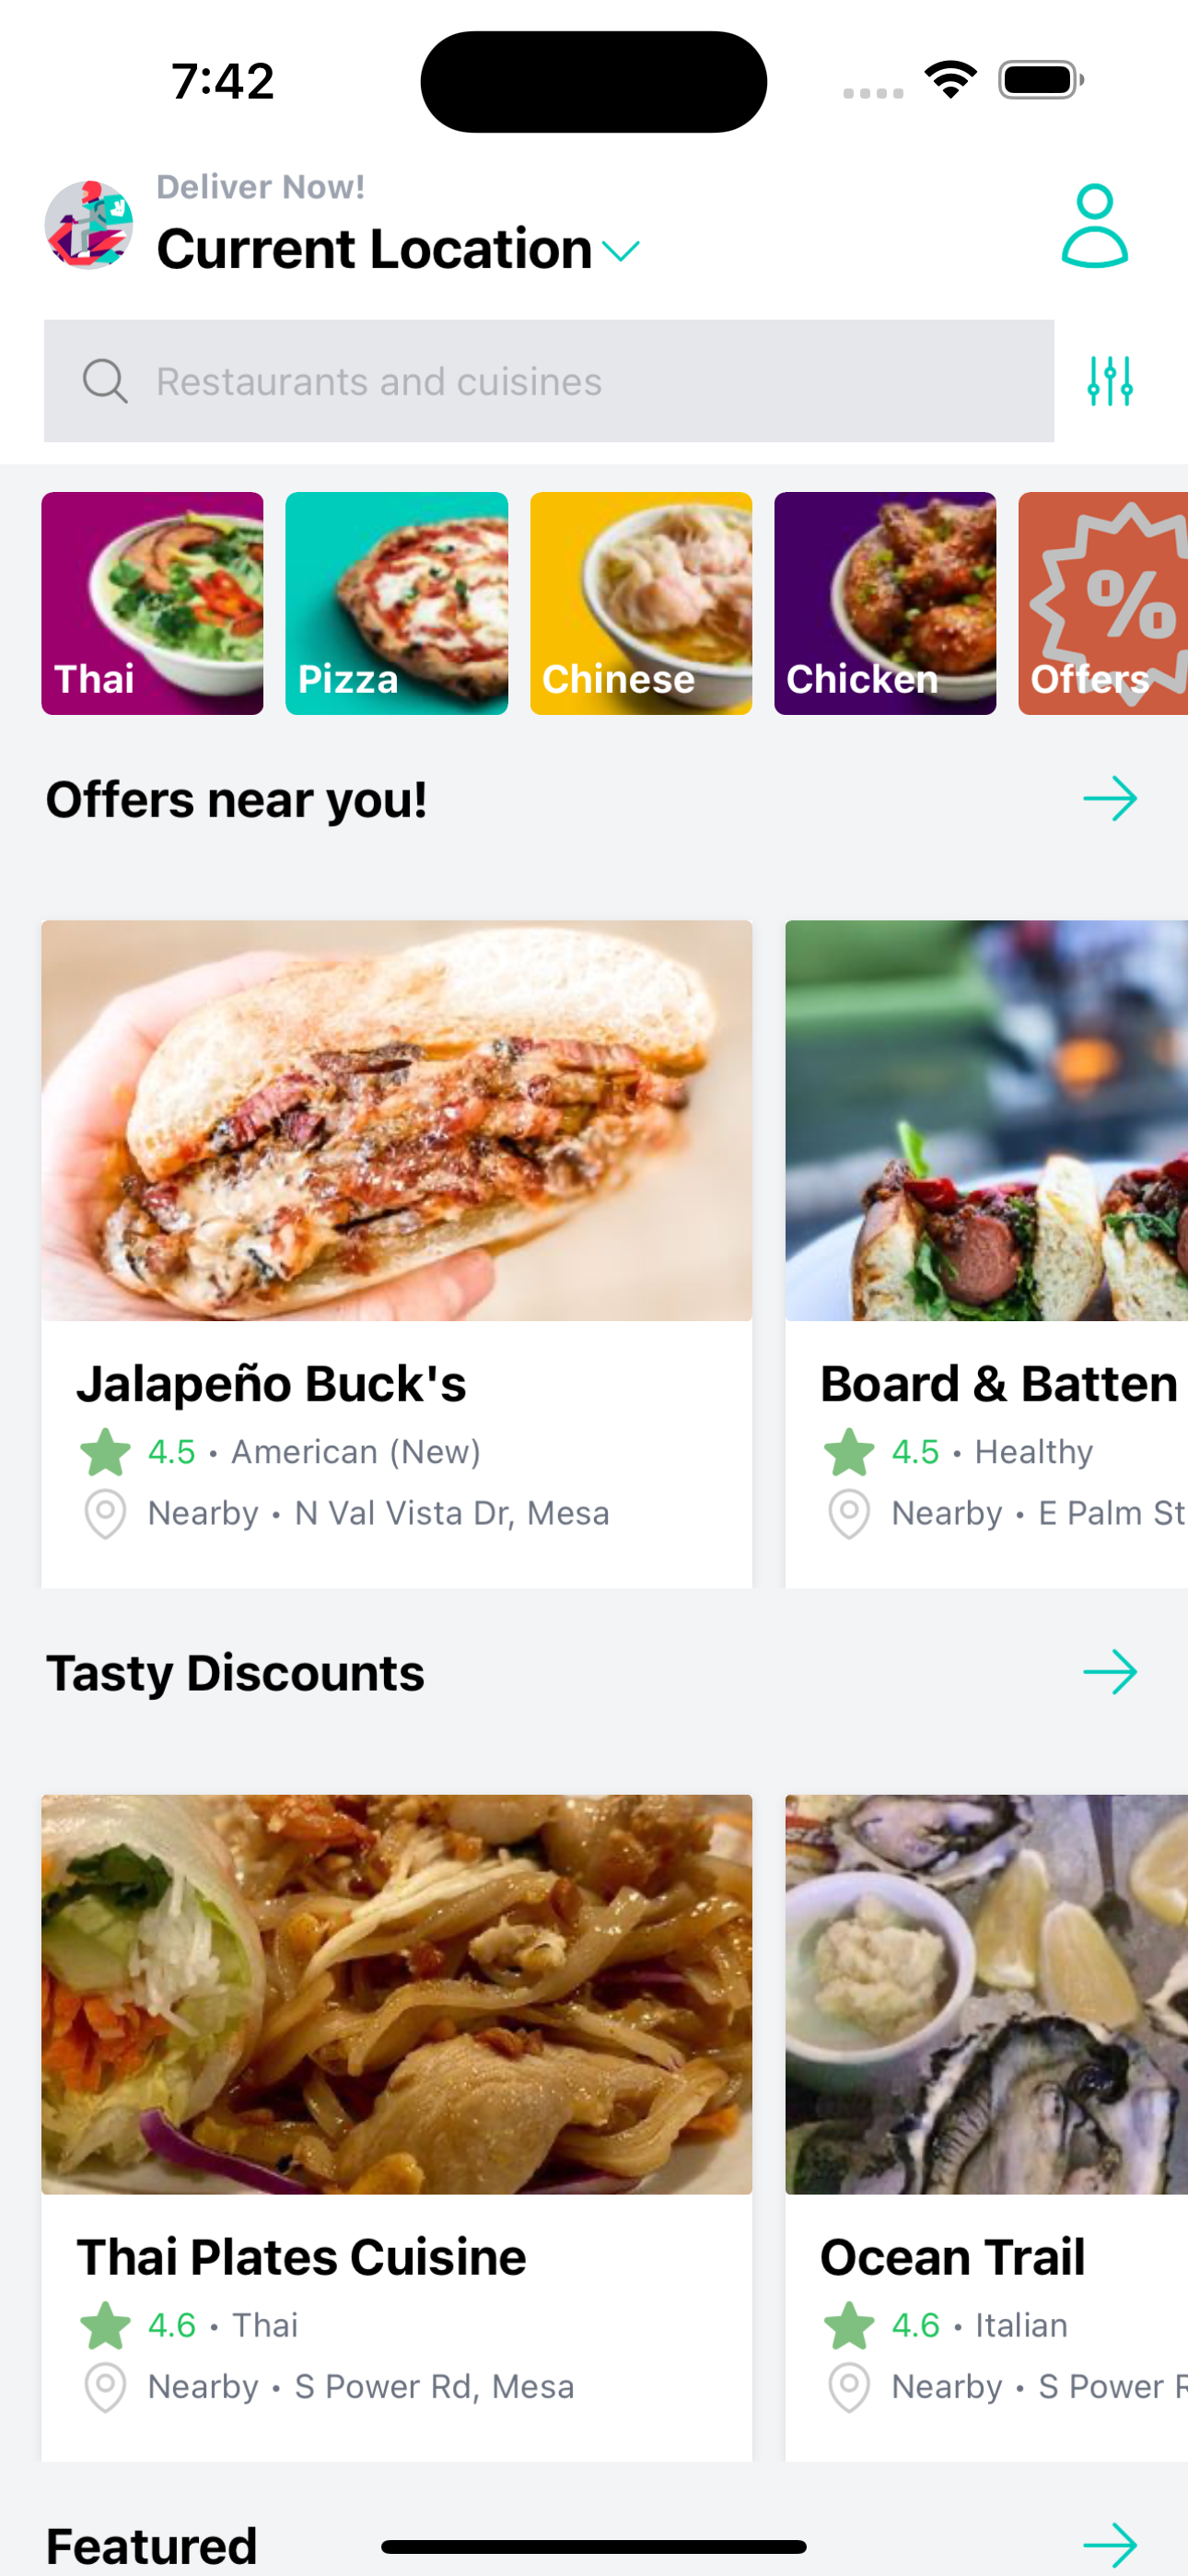 7:42
Deliver Now!
Current Location
Restaurants and cuisines
Thai
Pizza
Chinese
Chicken
%
Offers
Offers near you!
Jalapeño Buck's
4.5 • American (New)
Nearby • N Val Vista Dr, Mesa
Board & Batten
4.5 • Healthy
Nearby • E Palm St
Tasty Discounts
Thai Plates Cuisine
4.6 • Thai
Nearby • S Power Rd, Mesa
Ocean Trail
4.6 • Italian
Nearby • S Power
Featured